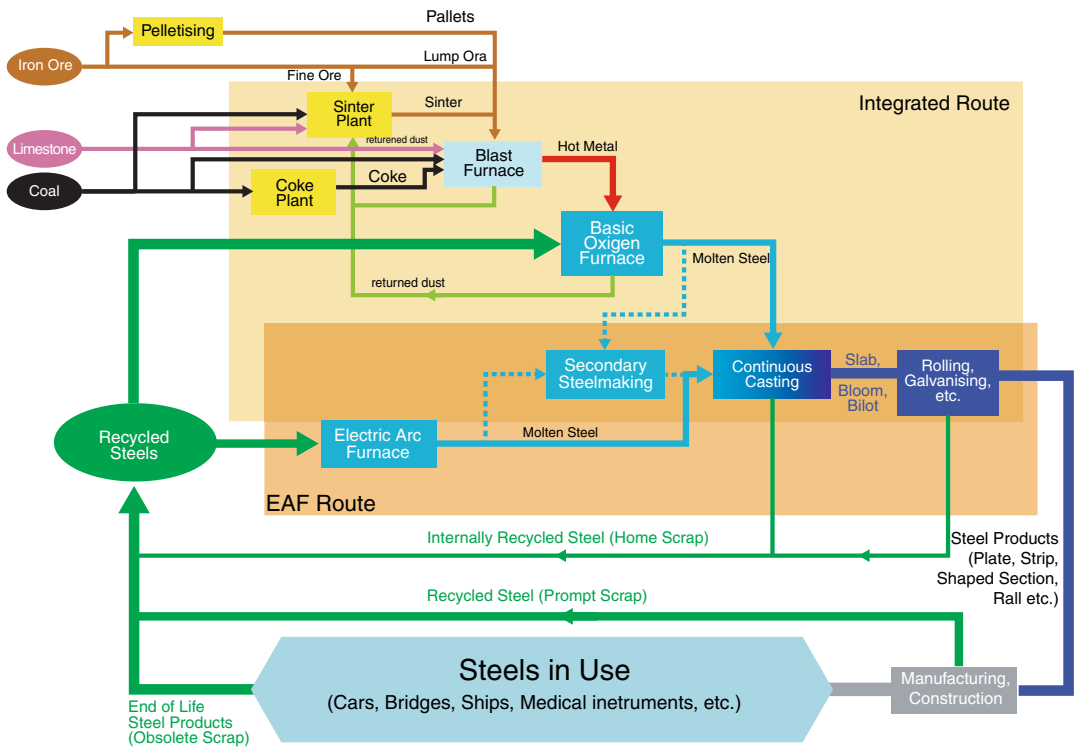 Pallets
Pelletising
Iron Ore
Lump Ora
Fine Ore
Integrated Route
Sinter
Plant
Sinter
Limestone
returened dust
Hot Metal
Blast
Furnace
Coal
Coke
Plant
Coke
Basic
Oxigen
Furnace
Molten Steel
returned dust
Secondary
Steelmaking
Continuous
Casting
Slab,
Bloom,
Bilot
Rolling,
Galvanising,
etc.
Recycled
Steels
Electric Arc
Furnace
Molten Steel
EAF Route
Internally Recycled Steel (Home Scrap)
Steel Products
(Plate, Strip,
Shaped Section,
Rall etc.)
Recycled Steel (Prompt Scrap)
Steels in Use
(Cars, Bridges, Ships, Medical inetruments, etc.)
Manufacturing,
Construction
End of Life
Steel Products
(Obsolete Scrap)